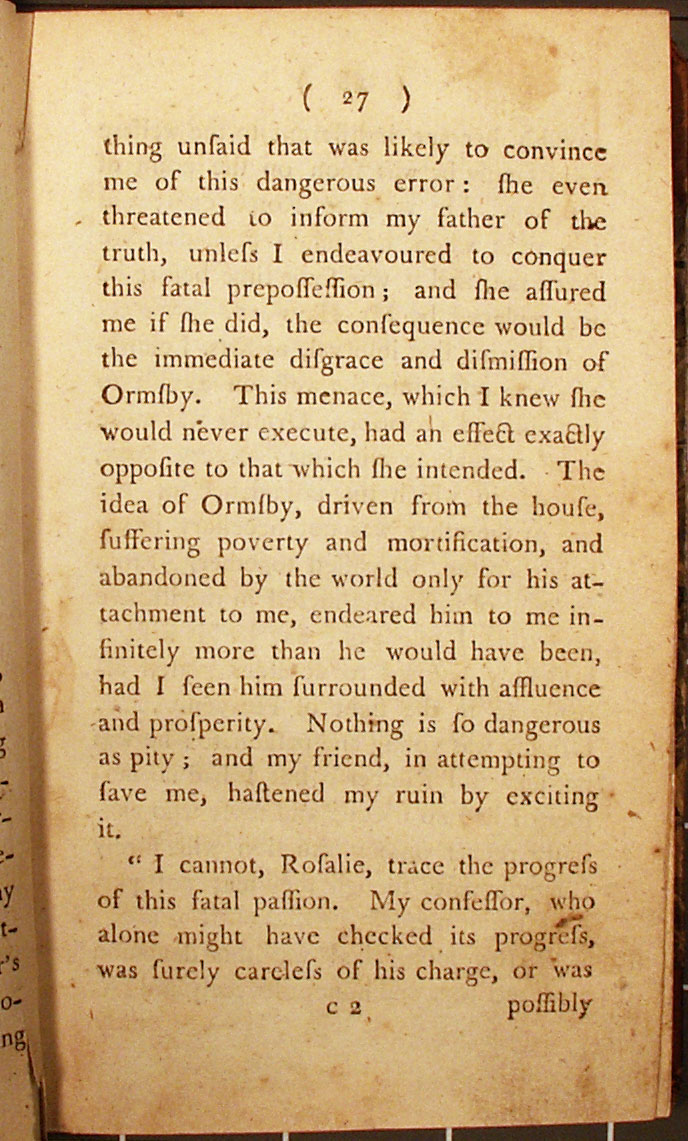 ( 27 )
thing unſaid that was likely to convince
me of this dangerous error : ſhe even
threatened to inform my father of the
truth, unleſs I endeavoured to conquer
this fatal prepoſſeſſion ; and ſhe aſſured
me if ſhe did, the conſequence would be
the immediate diſgrace and diſmiſſion of
Ormſby. This menace, which I knew ſhe
would never execute, had an effect exactly
oppoſite to that which ſhe intended. The
idea of Ormſby, driven from the houſe,
ſuffering poverty and mortification, and
abandoned by the world only for his at-
tachment to me, endeared him to me in-
finitely more than he would have been,
had I ſeen him ſurrounded with affluence
and proſperity. Nothing is ſo dangerous
as pity ; and my friend, in attempting to
ſave me, haſtened my ruin by exciting
it.
“ I cannot, Roſalie, trace the progreſs
of this fatal paſſion. My confeſſor, who
alone might have checked its progreſs,
was ſurely careleſs of his charge, or was
c 2 poſſibly